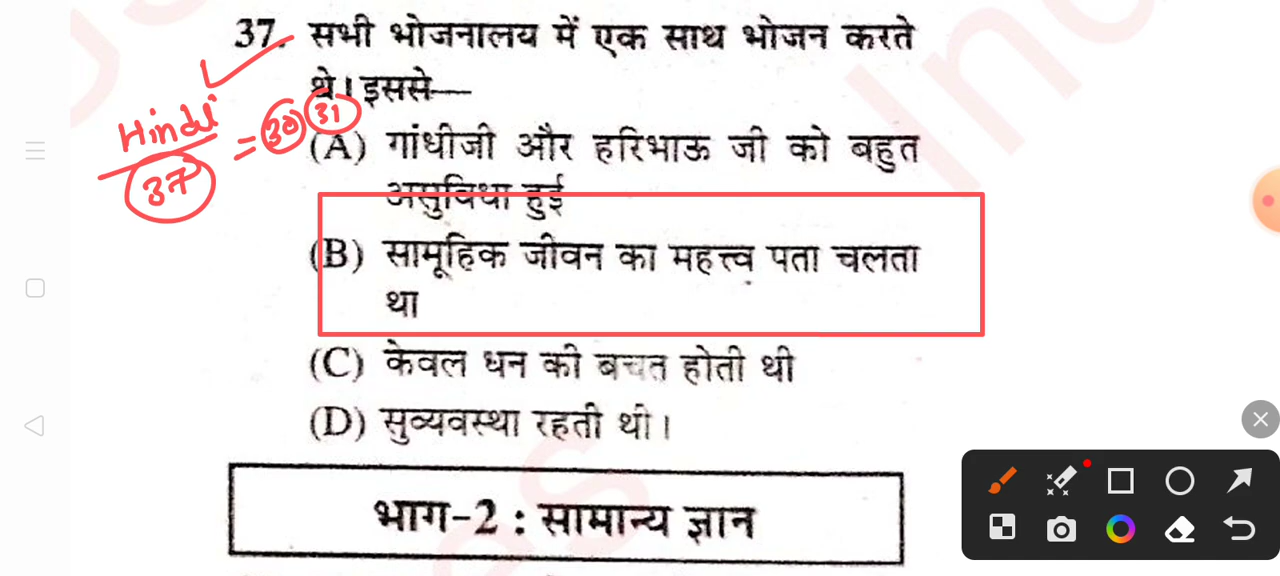 37. सभी भोजनालय में एक साथ भोजन करते
थे। इससे—
Hindi
37 = 30 31
(A) गांधीजी और हरिभाऊ जी को बहुत
असुविधा हुई
(B) सामूहिक जीवन का महत्त्व पता चलता
था
(C) केवल धन की बचत होती थी
(D) सुव्यवस्था रहती थी।
भाग-2 : सामान्य ज्ञान